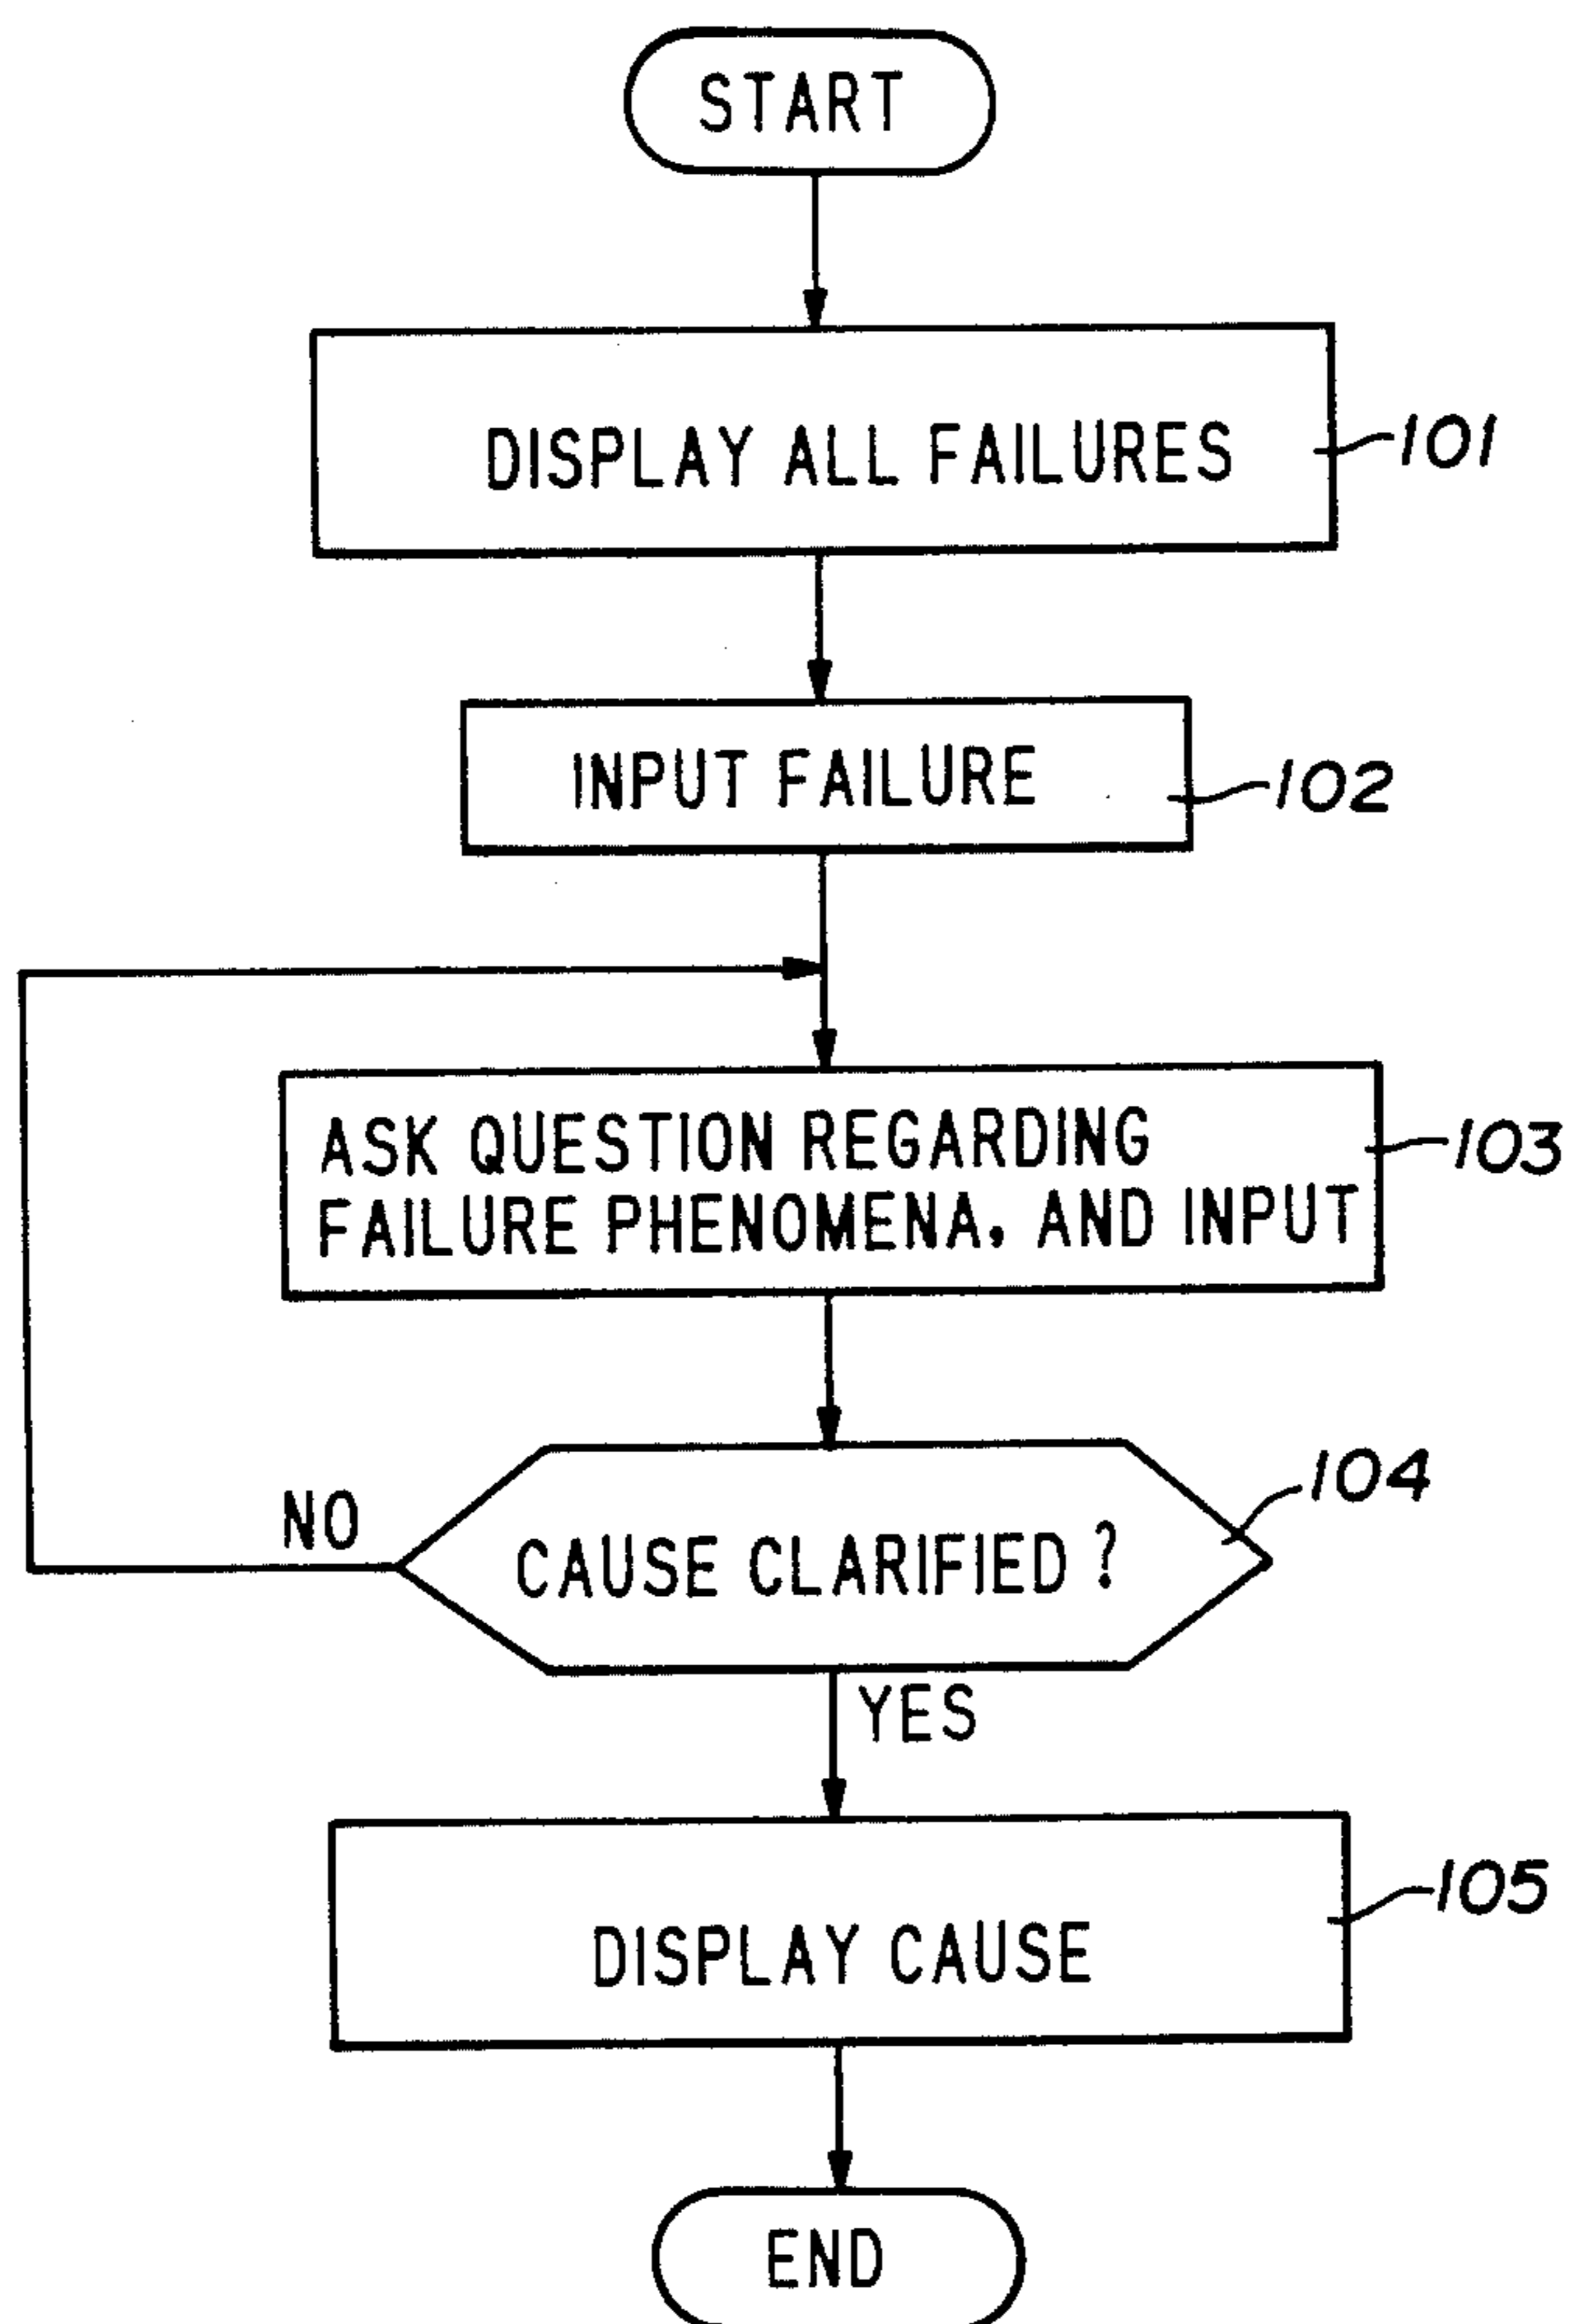 START
DISPLAY ALL FAILURES
101
INPUT FAILURE
102
ASK QUESTION REGARDING
FAILURE PHENOMENA, AND INPUT
103
104
NO
CAUSE CLARIFIED ?
YES
DISPLAY CAUSE
105
END